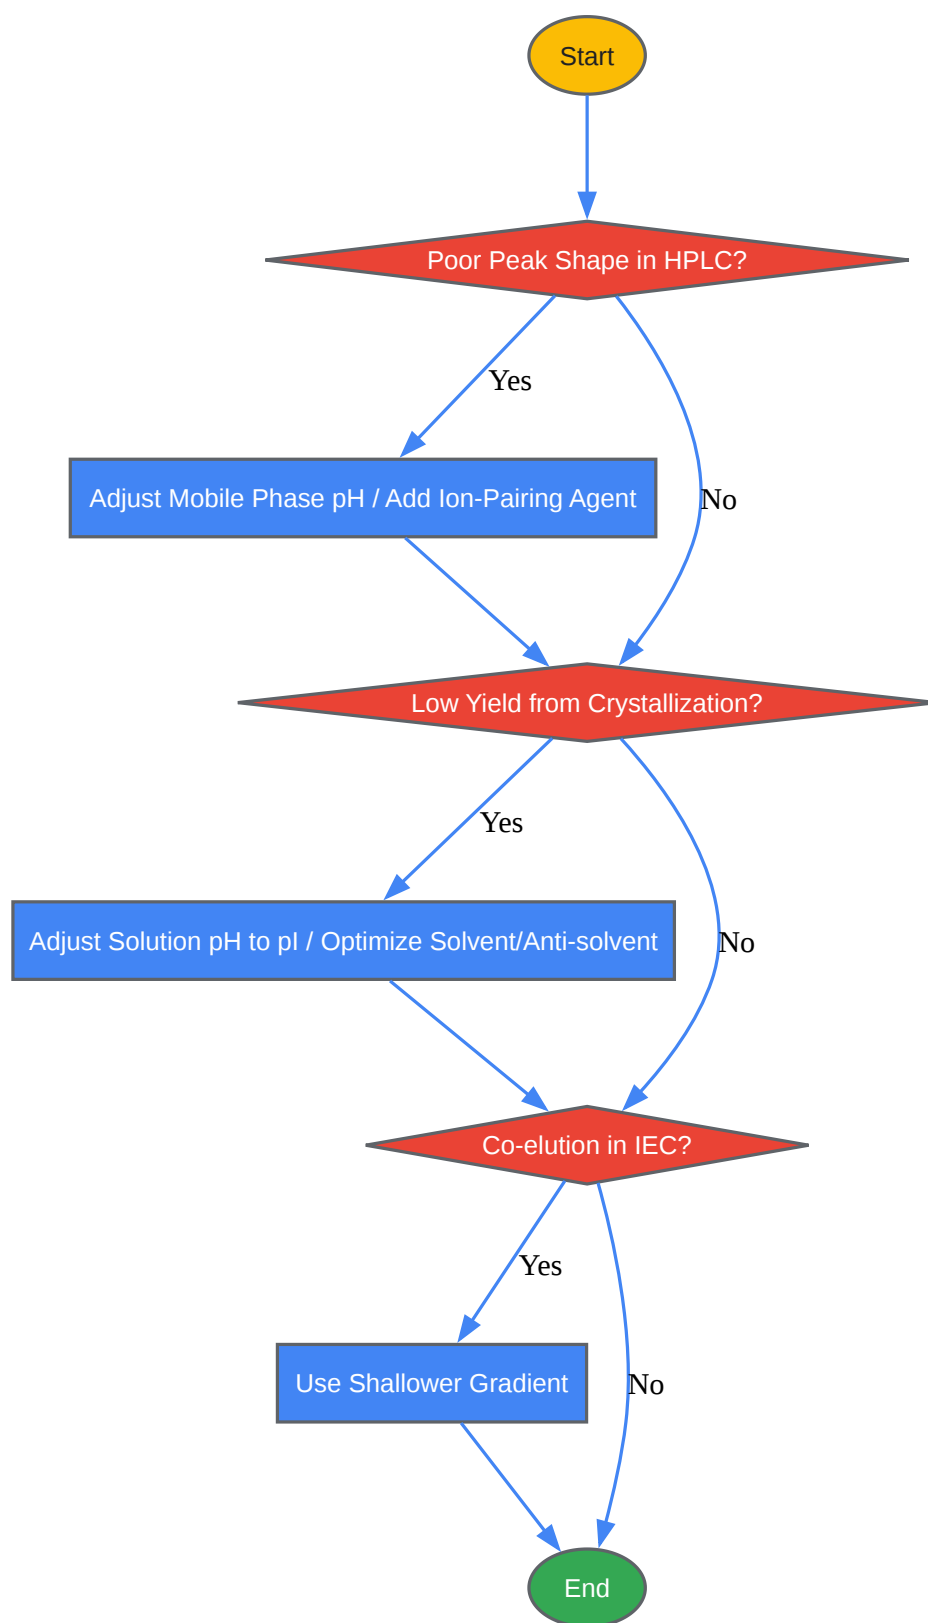 Start
Poor Peak Shape in HPLC?
Yes
Adjust Mobile Phase pH / Add Ion-Pairing Agent
No
Low Yield from Crystallization?
Yes
Adjust Solution pH to pI / Optimize Solvent/Anti-solvent
No
Co-elution in IEC?
Yes
Use Shallower Gradient
No
End